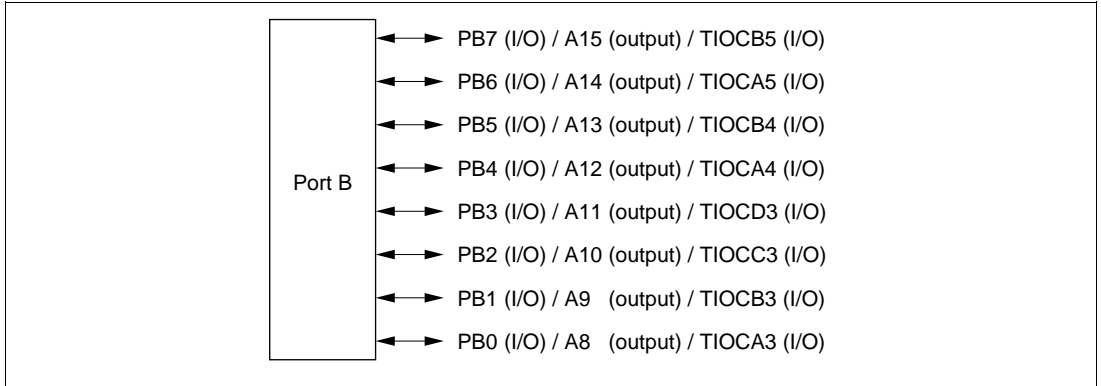 Port B
PB7 (I/O) / A15 (output) / TIOCB5 (I/O)
PB6 (I/O) / A14 (output) / TIOCA5 (I/O)
PB5 (I/O) / A13 (output) / TIOCB4 (I/O)
PB4 (I/O) / A12 (output) / TIOCA4 (I/O)
PB3 (I/O) / A11 (output) / TIOCD3 (I/O)
PB2 (I/O) / A10 (output) / TIOCC3 (I/O)
PB1 (I/O) / A9 (output) / TIOCB3 (I/O)
PB0 (I/O) / A8 (output) / TIOCA3 (I/O)